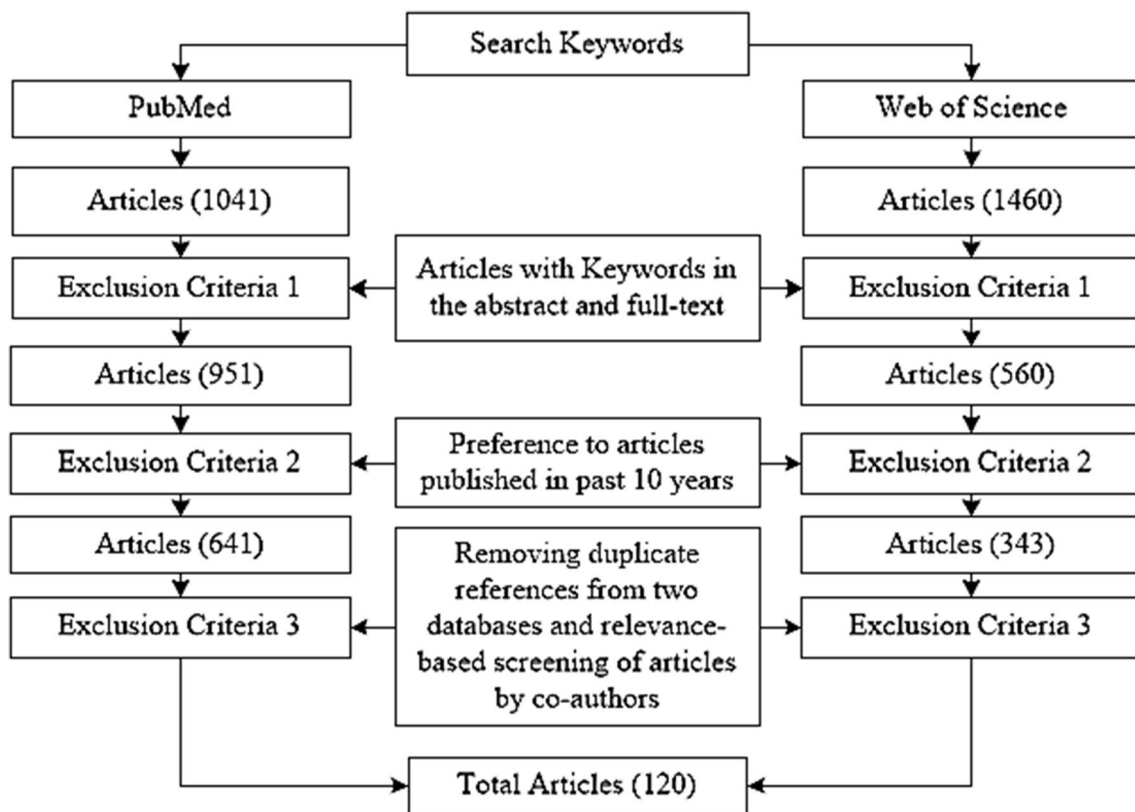 Search Keywords
PubMed
Web of Science
Articles (1041)
Articles (1460)
Exclusion Criteria 1
Articles with Keywords in
the abstract and full-text
Exclusion Criteria 1
Articles (951)
Articles (560)
Exclusion Criteria 2
Preference to articles
published in past 10 years
Exclusion Criteria 2
Articles (641)
Articles (343)
Exclusion Criteria 3
Removing duplicate
references from two
databases and relevance-
based screening of articles
by co-authors
Exclusion Criteria 3
Total Articles (120)